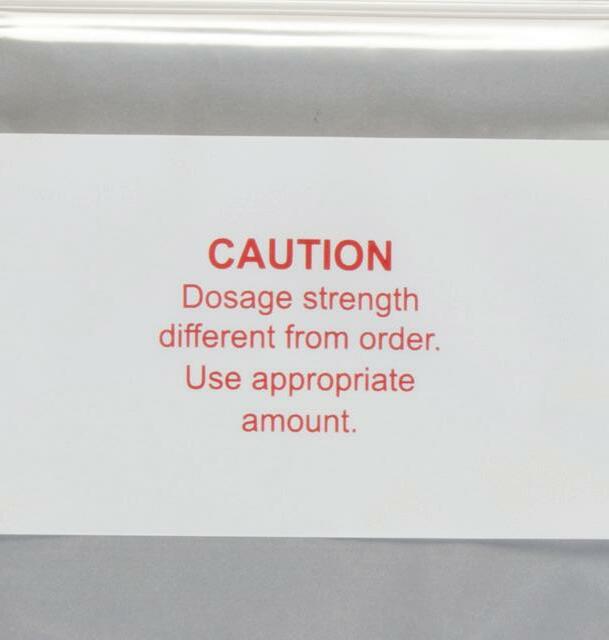 CAUTION
Dosage strength
different from order.
Use appropriate
amount.